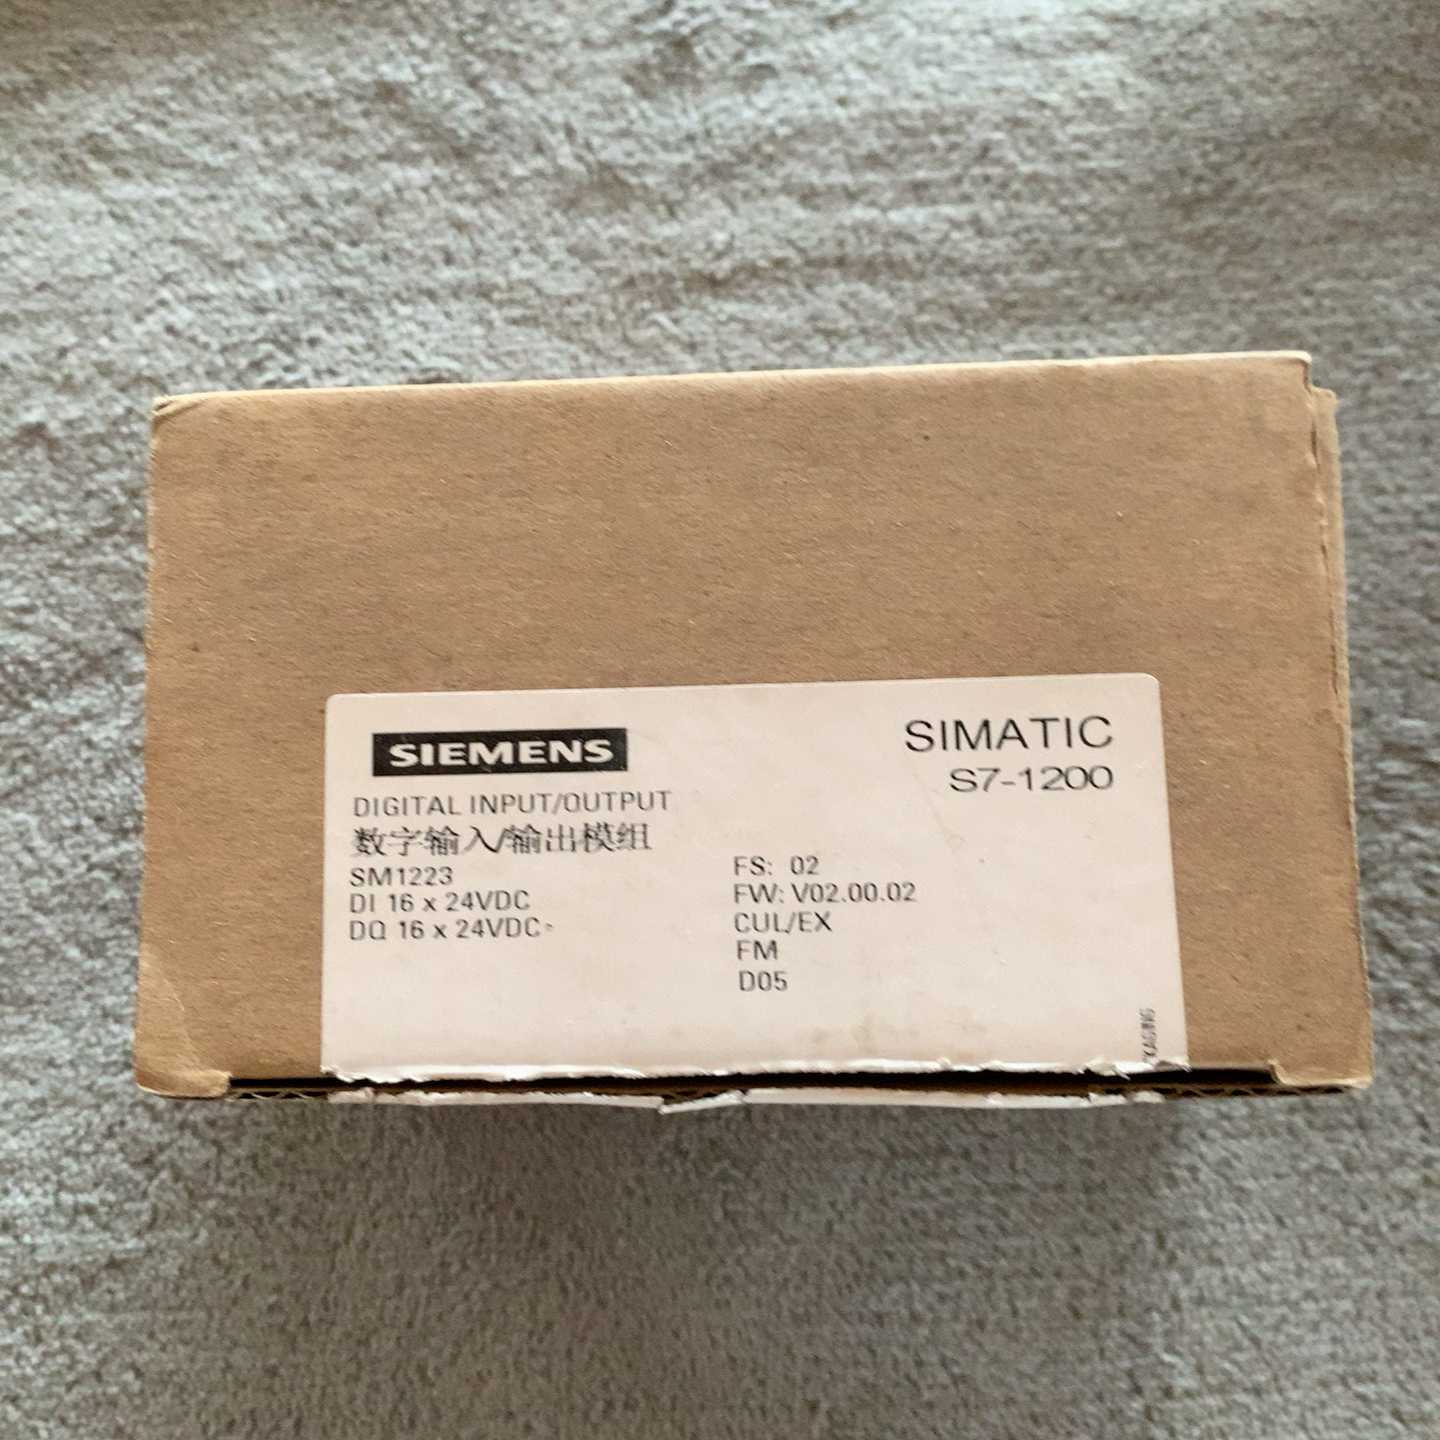 SIEMENS
SIMATIC
S7-1200
DIGITAL INPUT/OUTPUT
数字输入/输出模组
SM1223
DI 16 x 24VDC
DQ 16 x 24VDC
FS: 02
FW: V02.00.02
CUL/EX
FM
D05